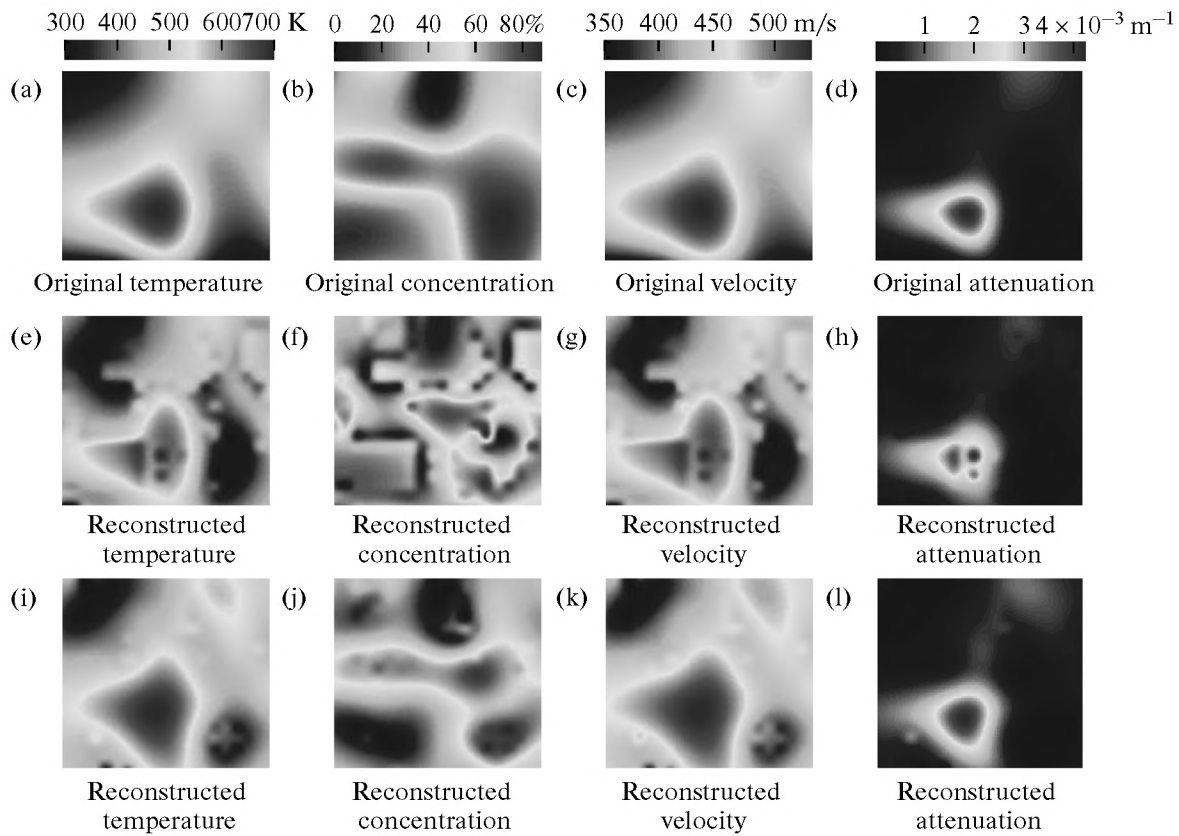 300 400 500 600700 K
0 20 40 60 80%
350 400 450 500 m/s
1 2 3 4 × 10⁻³ m⁻¹
(a) (b) (c) (d)
Original temperature
Original concentration
Original velocity
Original attenuation
(e) (f) (g) (h)
Reconstructed
temperature
Reconstructed
concentration
Reconstructed
velocity
Reconstructed
attenuation
(i) (j) (k) (l)
Reconstructed
temperature
Reconstructed
concentration
Reconstructed
velocity
Reconstructed
attenuation